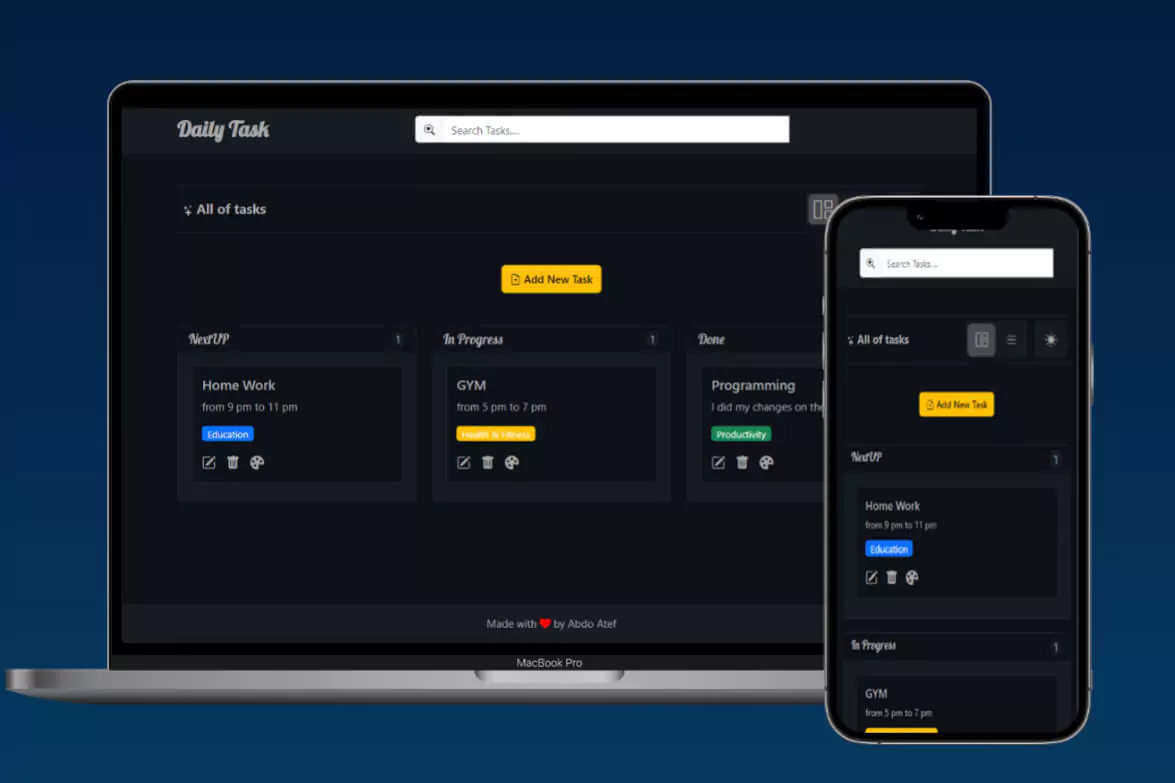 Daily Task
Search Tasks....
All of tasks
Add New Task
NextUP 1
Home Work
from 9 pm to 11 pm
Education
In Progress 1
GYM
from 5 pm to 7 pm
Health & Fitness
Done
Programming
I did my changes on the
Productivity
Made with by Abdo Atef
MacBook Pro
Search Tasks....
All of tasks
Add New Task
NextUP 1
Home Work
from 9 pm to 11 pm
Education
In Progress 1
GYM
from 5 pm to 7 pm